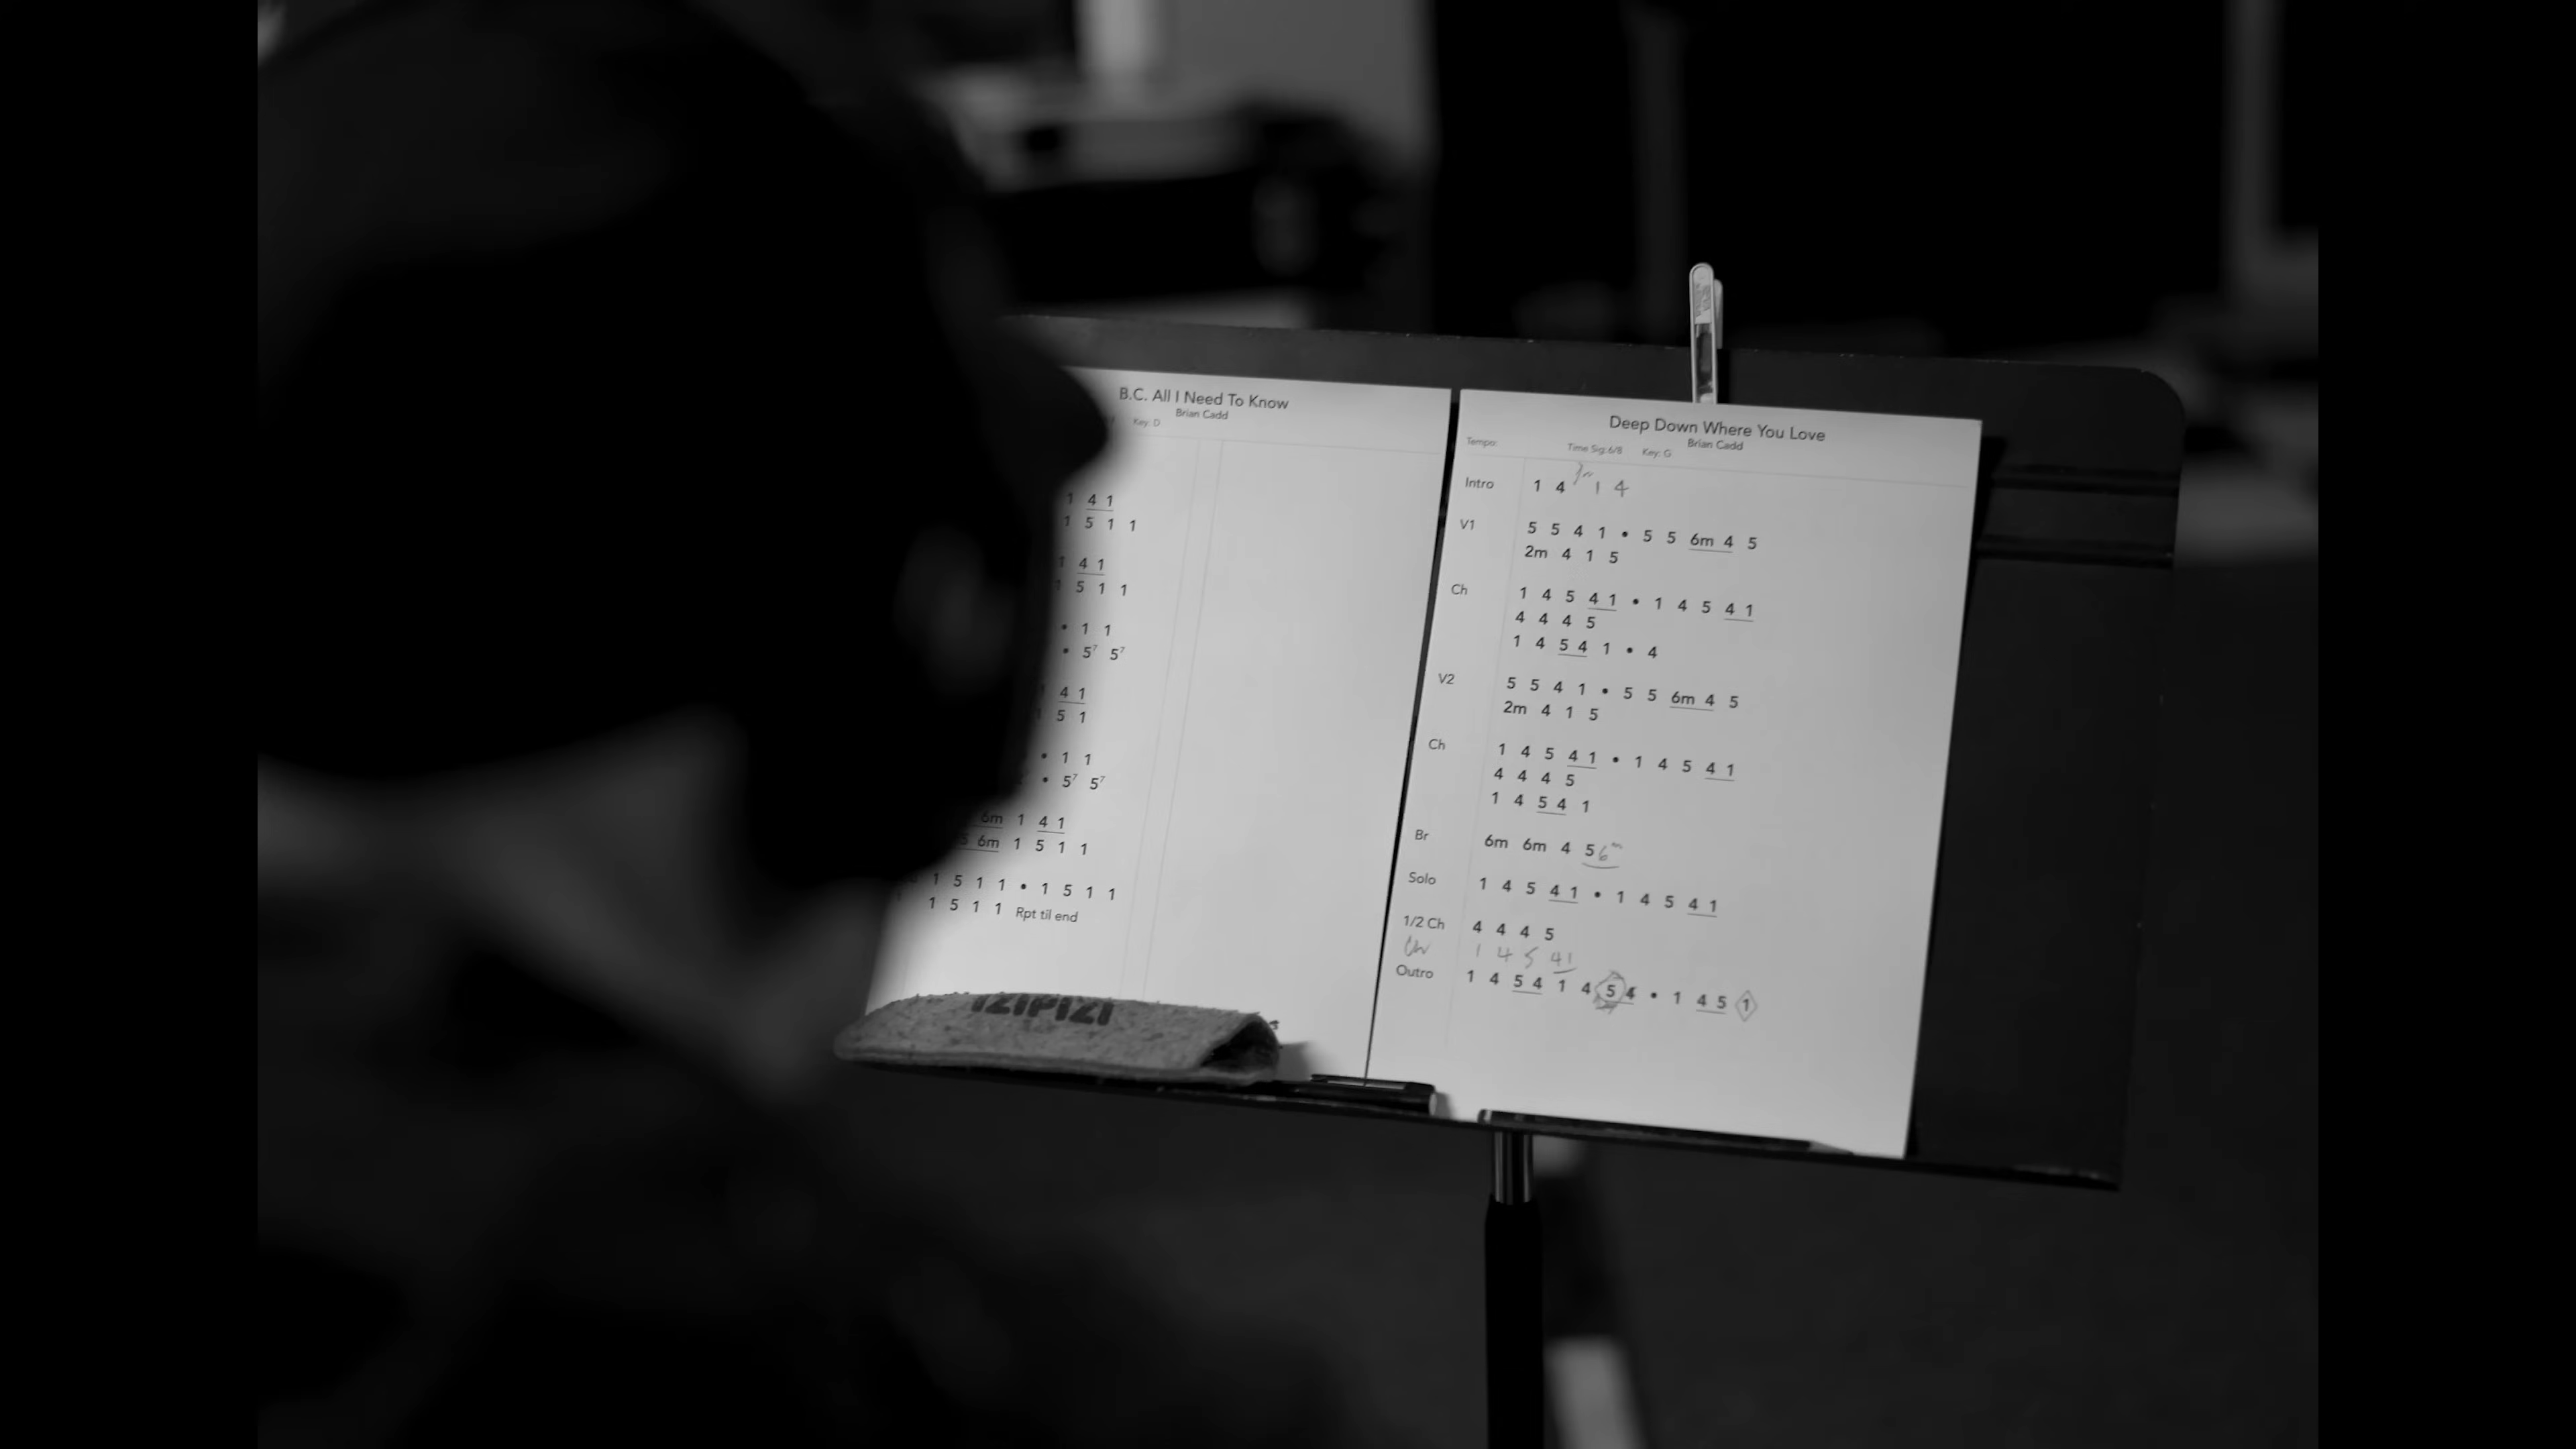 B.C. All I Need To Know
Brian Cadd
Key: D
1 4 1
1 5 1 1
1 4 1
5 1 1
• 1 1
• 5⁷ 5⁷
4 1
5 1
• 1 1
• 5⁷ 5⁷
6m 1 4 1
5 6m 1 5 1 1
1 5 1 1 • 1 5 1 1
1 5 1 1 Rpt til end
IZIPIZI
Deep Down Where You Love
Brian Cadd
Tempo: Time Sig: 6/8 Key: G
Intro 1 4 1 4
V1 5 5 4 1 • 5 5 6m 4 5
2m 4 1 5
Ch 1 4 5 4 1 • 1 4 5 4 1
4 4 4 5
1 4 5 4 1 • 4
V2 5 5 4 1 • 5 5 6m 4 5
2m 4 1 5
Ch 1 4 5 4 1 • 1 4 5 4 1
4 4 4 5
1 4 5 4 1
Br 6m 6m 4 5 6m
Solo 1 4 5 4 1 • 1 4 5 4 1
1/2 Ch 4 4 4 5
1 4 5 4 1
Outro 1 4 5 4 1 4 5 4 • 1 4 5 1